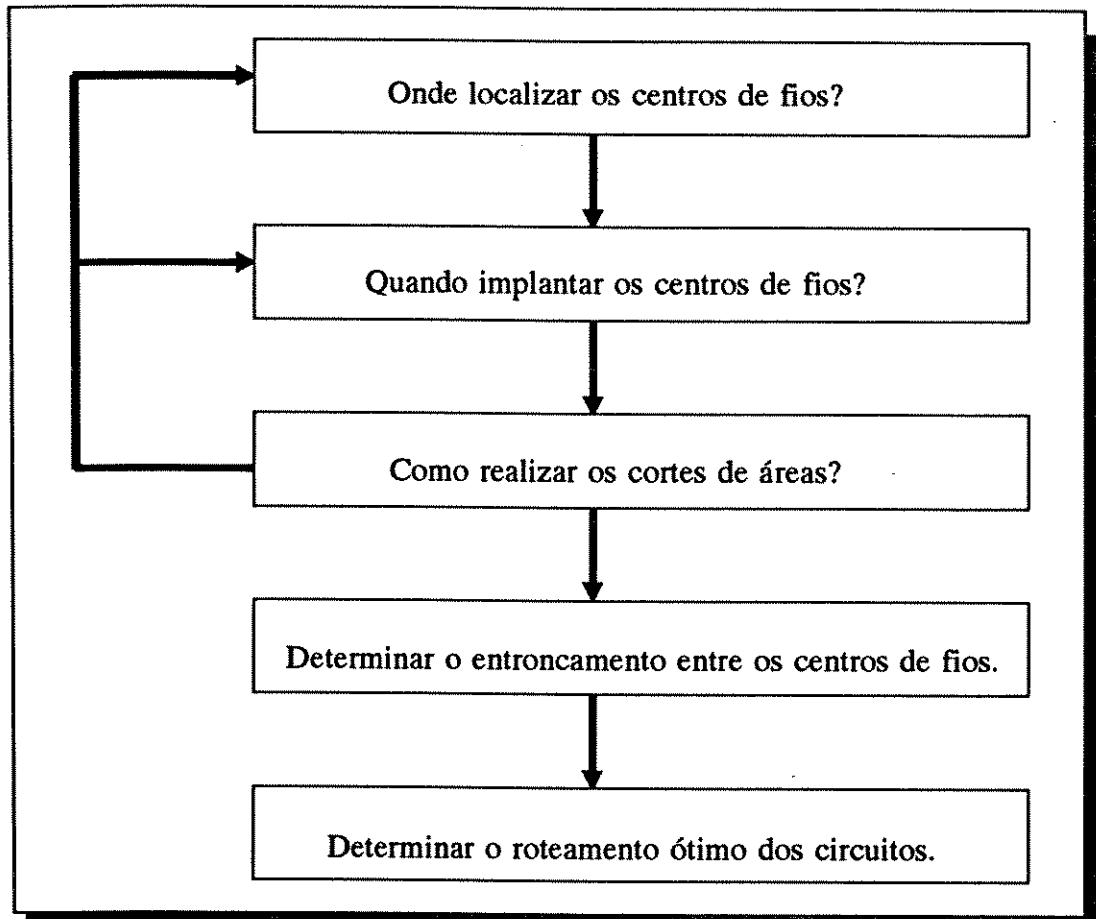 Onde localizar os centros de fios?
Quando implantar os centros de fios?
Como realizar os cortes de áreas?
Determinar o entroncamento entre os centros de fios.
Determinar o roteamento ótimo dos circuitos.